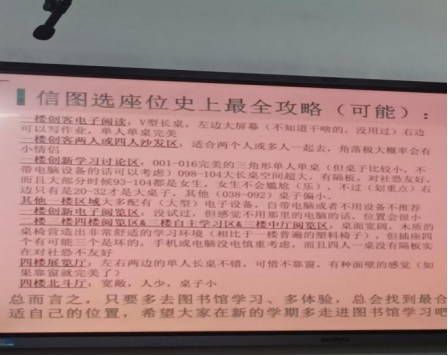 信图选座位史上最全攻略（可能）：
一楼创客电子阅读：V型长桌，左边大屏幕（不知道干啥的，没用过）右边
可以写作业，单人单桌完美
一楼创客两人或多人沙发区：适合两个人或多人一起去，角落极大概率会有
小情侣
一楼创新学习讨论区：001-016完美的三角形单人单桌（但桌子比较小，不
带电脑设备的话可以考虑）098-104大长桌空间超大，有隔板，对社恐友好，
而且大部分时候93-104都是女生，女生不会尴尬（乐），不过（划重点）右
边只有是20-32才是大桌子，其他（038-092）桌子偏小。
其他一楼区域大多配有（大型）电子设备，自带电脑或者不用设备不推荐
一楼创新电子阅览区：没试过，但感觉不用那里的电脑的话，位置会很小
二楼 三楼四楼阅览区&二楼自主学习区&二楼中厅阅览区：桌面宽阔，木质的
桌椅营造出非常舒适的学习环境（相比于一楼普遍的塑料椅子），但插座四
个有可能三个是坏的，手机或电脑没电慎重考虑，而且四人一桌没有隔板实
在对社恐不友好
四楼展览厅：左右两边的单人长桌不错，可惜不靠窗，有种面壁的感觉（如
果靠窗就完美了）
四楼北斗厅：宽敞，人少，桌子小
总而言之，只要多去图书馆学习、多体验，总会找到最合
适自己的位置，希望大家在新的学期多走进图书馆学习吧